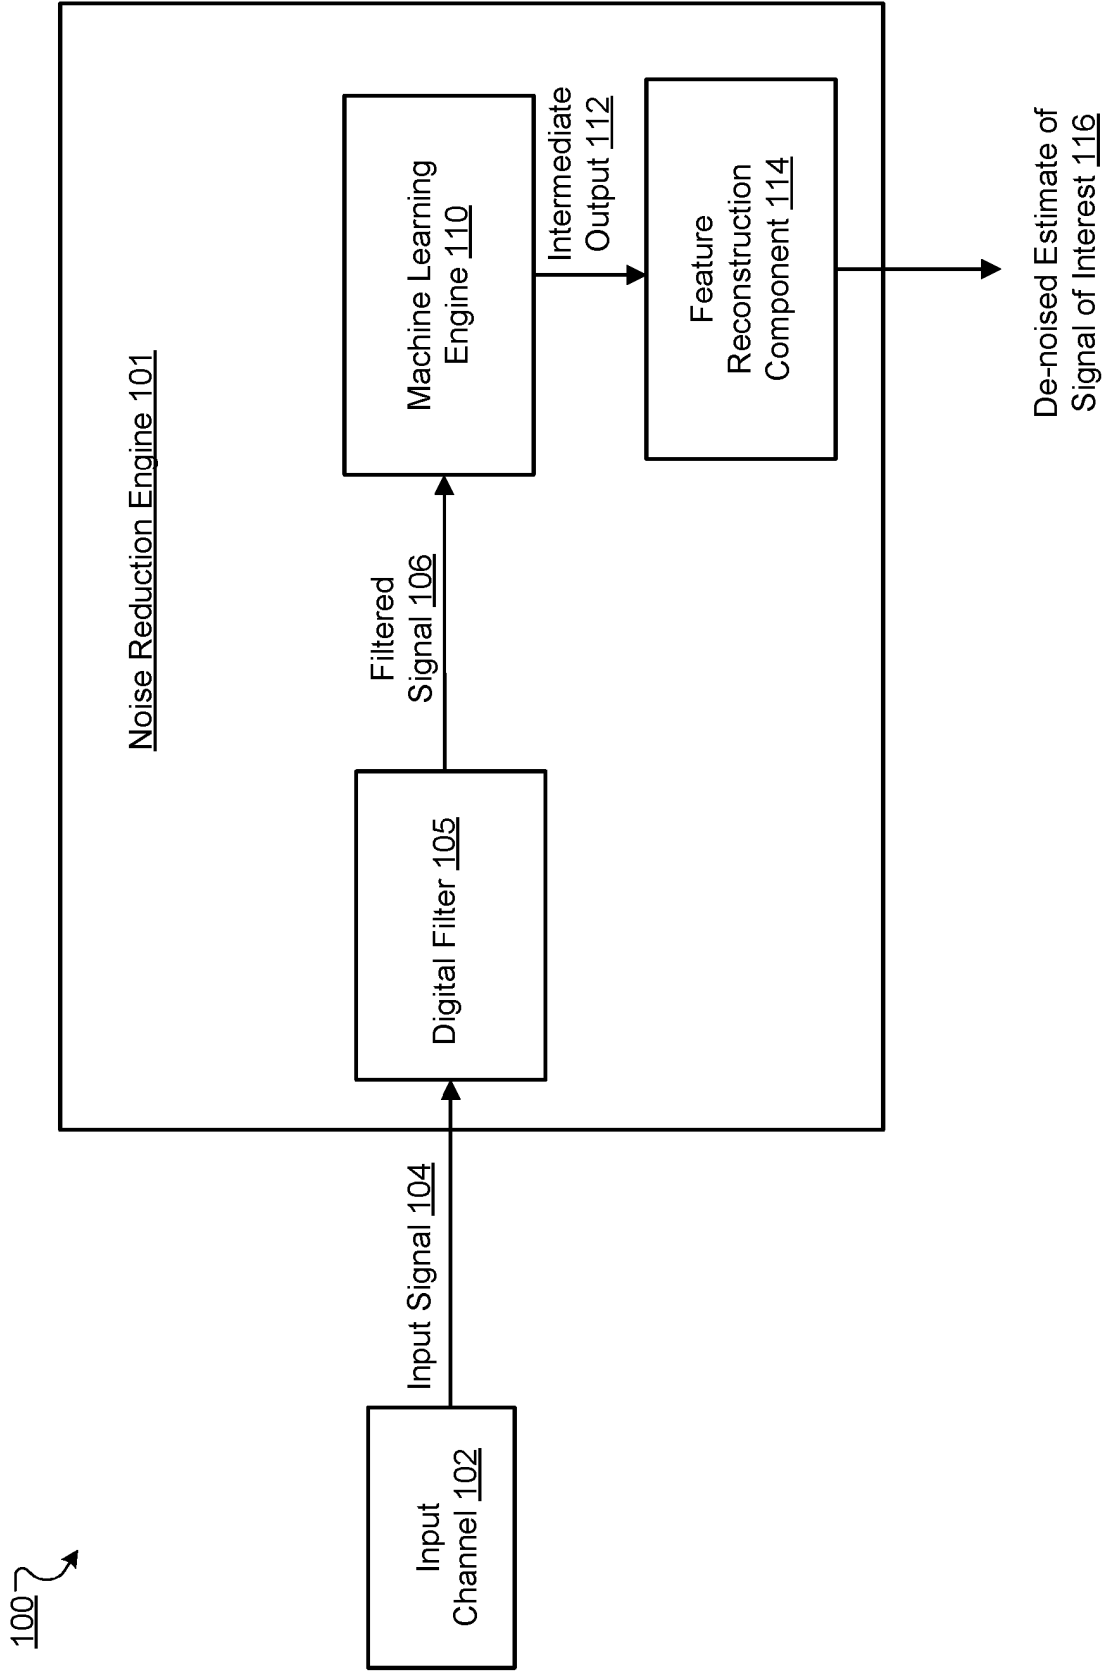 100
Noise Reduction Engine 101
Input
Channel 102
Input Signal 104
Digital Filter 105
Filtered
Signal 106
Machine Learning
Engine 110
Intermediate
Output 112
Feature
Reconstruction
Component 114
De-noised Estimate of
Signal of Interest 116